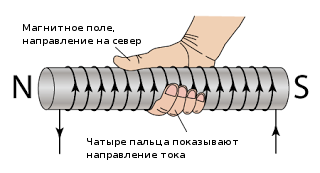 Магнитное поле,
направление на север
N
S
Четыре пальца показывают
направление тока